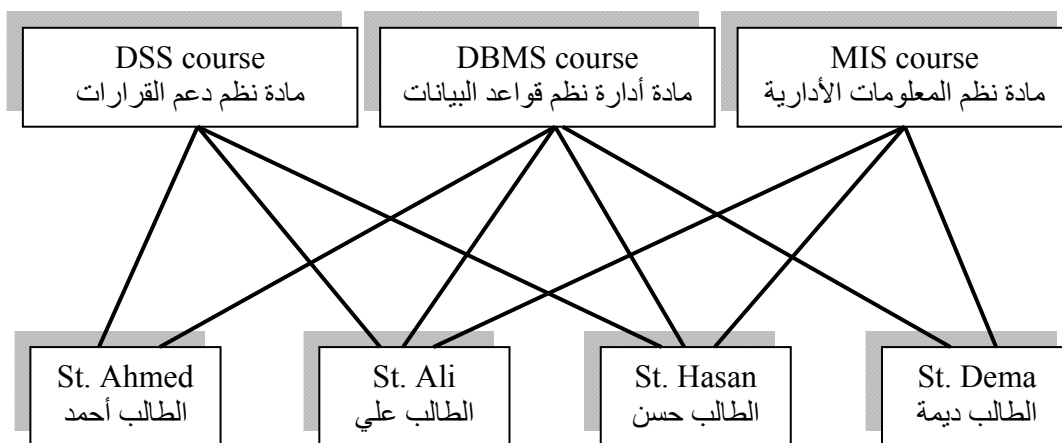 DSS course
مادة نظم دعم القرارات
DBMS course
مادة أدارة نظم قواعد البيانات
MIS course
مادة نظم المعلومات الأدارية
St. Ahmed
الطالب أحمد
St. Ali
الطالب علي
St. Hasan
الطالب حسن
St. Dema
الطالب ديمة